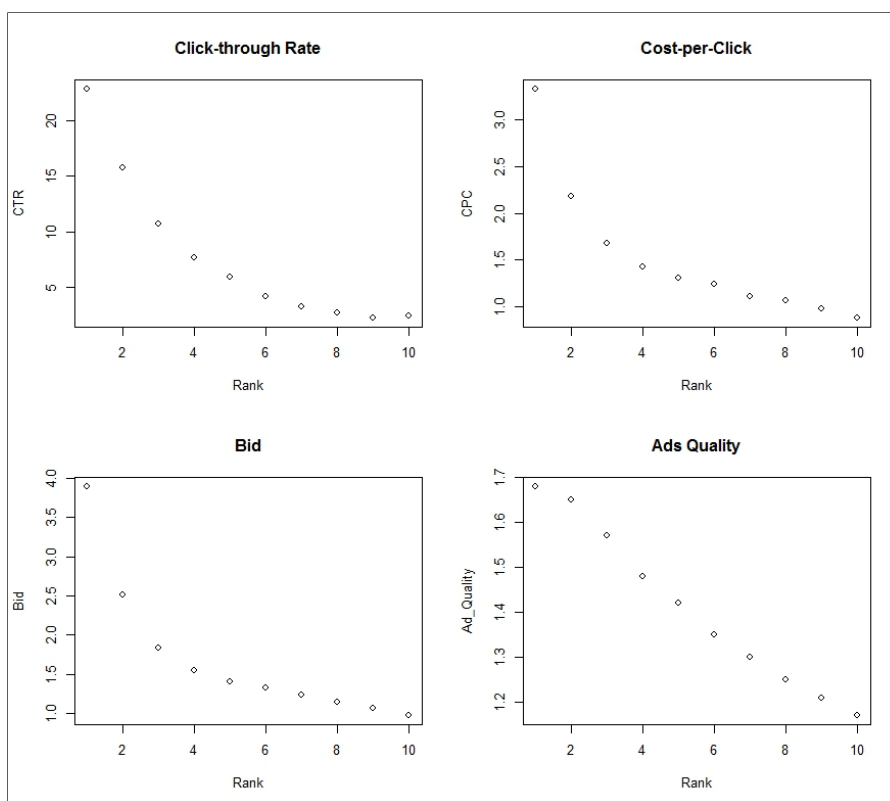 Click-through Rate
CTR
5
10
15
20
2 4 6 8 10
Rank
Cost-per-Click
CPC
1.0
1.5
2.0
2.5
3.0
2 4 6 8 10
Rank
Bid
Bid
1.0
1.5
2.0
2.5
3.0
3.5
4.0
2 4 6 8 10
Rank
Ads Quality
Ad_Quality
1.2
1.3
1.4
1.5
1.6
1.7
2 4 6 8 10
Rank